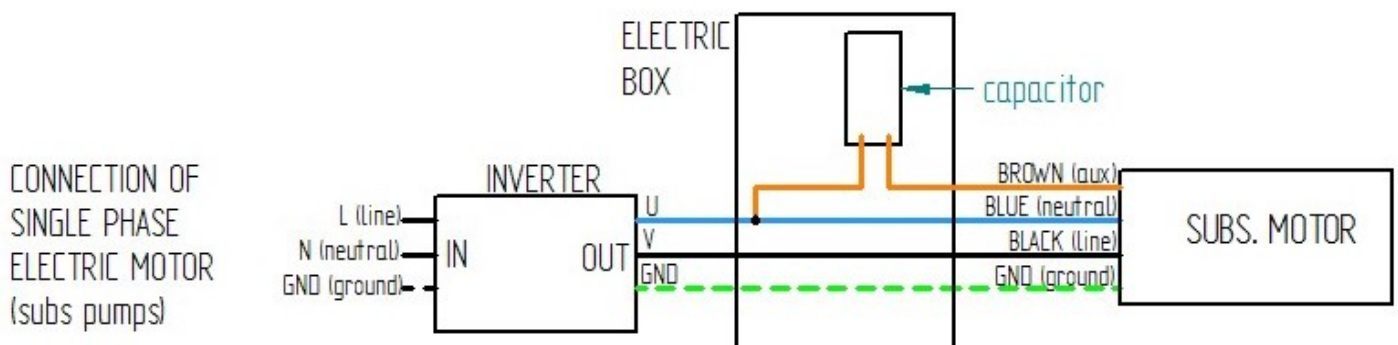 ELECTRIC
BOX
capacitor
CONNECTION OF
SINGLE PHASE
ELECTRIC MOTOR
(subs pumps)
INVERTER
L (line)
N (neutral)
GND (ground)
IN
OUT
U
V
GND
BROWN (aux)
BLUE (neutral)
BLACK (line)
GND (ground)
SUBS. MOTOR